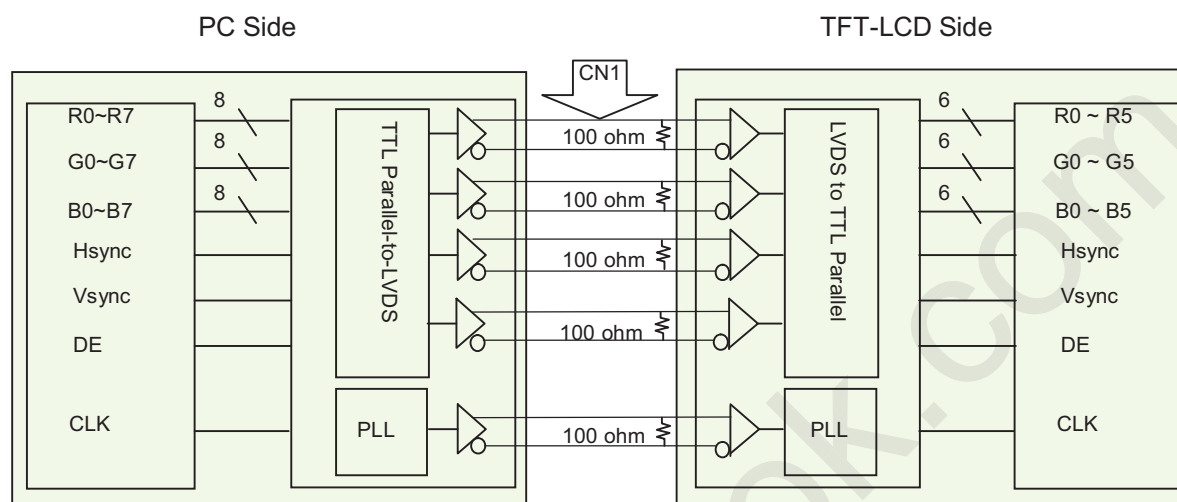 PC Side
TFT-LCD Side
CN1
R0~R7
8
G0~G7
8
B0~B7
8
Hsync
Vsync
DE
CLK
TTL Parallel-to-LVDS
PLL
100 ohm
100 ohm
100 ohm
100 ohm
100 ohm
LVDS to TTL Parallel
PLL
6
R0 ~ R5
6
G0 ~ G5
6
B0 ~ B5
Hsync
Vsync
DE
CLK
ok.com